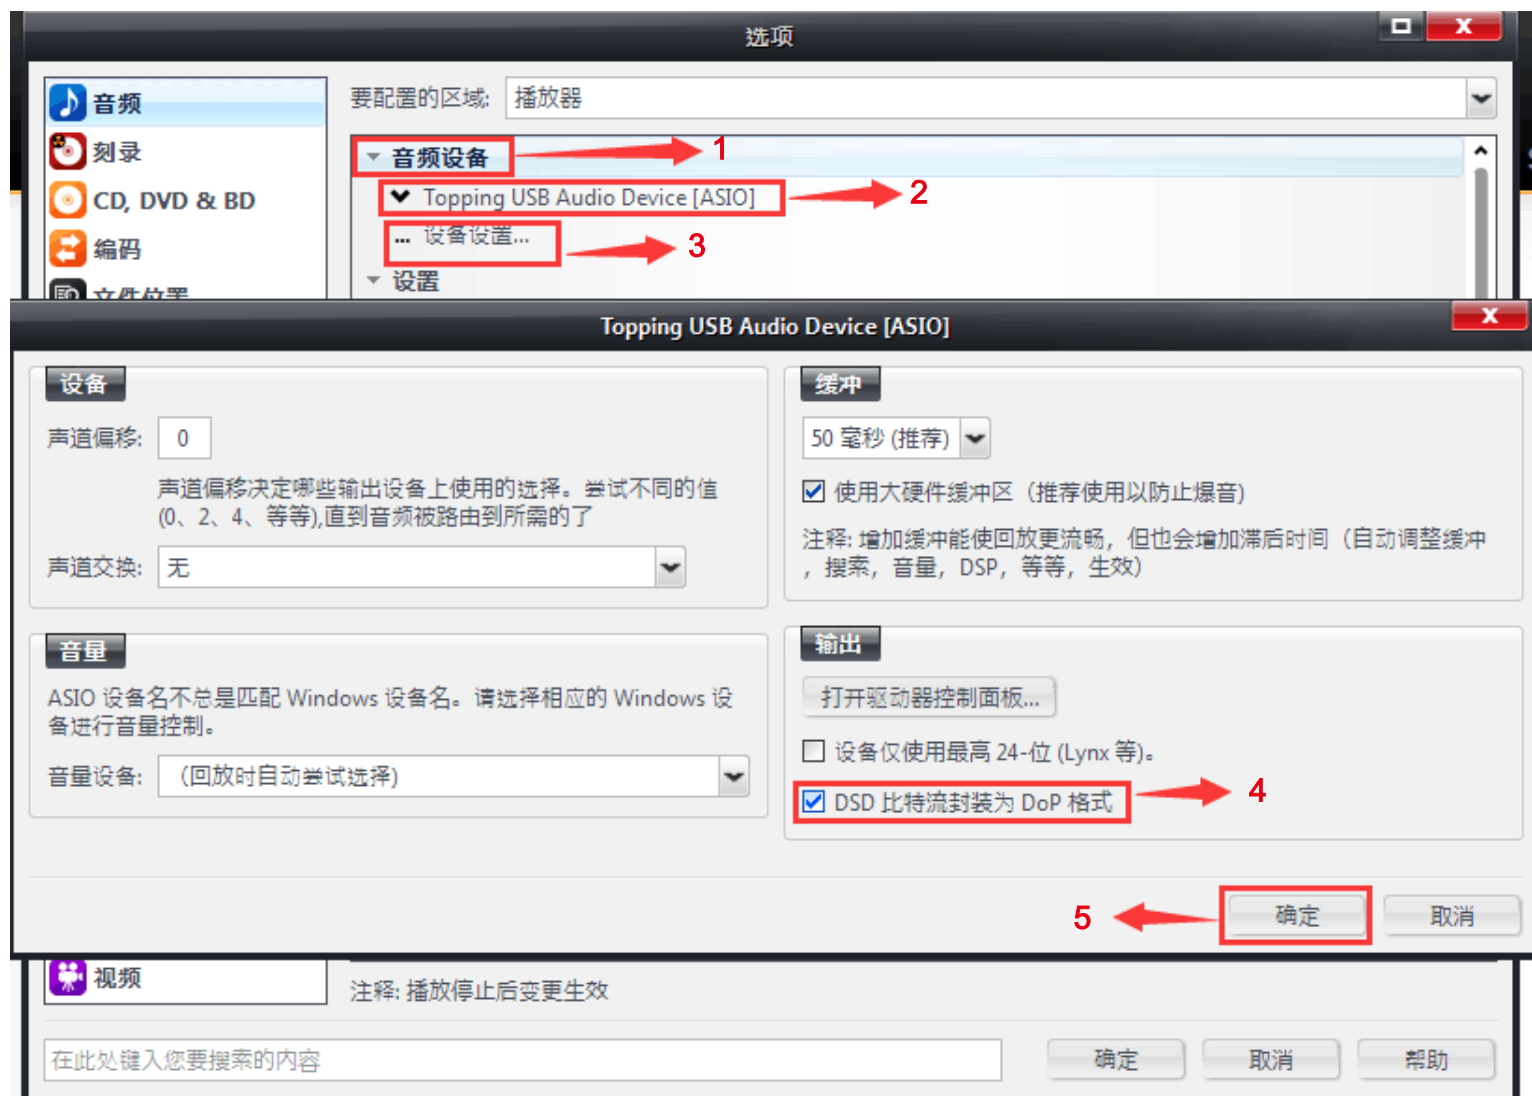 选项
音频
刻录
CD, DVD & BD
编码
文件位置
要配置的区域: 播放器
音频设备 1
Topping USB Audio Device [ASIO] 2
... 设备设置... 3
设置
Topping USB Audio Device [ASIO]
设备
声道偏移: 0
声道偏移决定哪些输出设备上使用的选择。尝试不同的值
(0、2、4、等等),直到音频被路由到所需的了
声道交换: 无
缓冲
50 毫秒 (推荐)
使用大硬件缓冲区（推荐使用以防止爆音)
注释: 增加缓冲能使回放更流畅，但也会增加滞后时间（自动调整缓冲
，搜索，音量，DSP，等等，生效）
音量
ASIO 设备名不总是匹配 Windows 设备名。请选择相应的 Windows 设
备进行音量控制。
音量设备: （回放时自动尝试选择)
输出
打开驱动器控制面板...
设备仅使用最高 24-位 (Lynx 等)。
DSD 比特流封装为 DoP 格式 4
5 确定 取消
视频
注释: 播放停止后变更生效
在此处键入您要搜索的内容
确定 取消 帮助